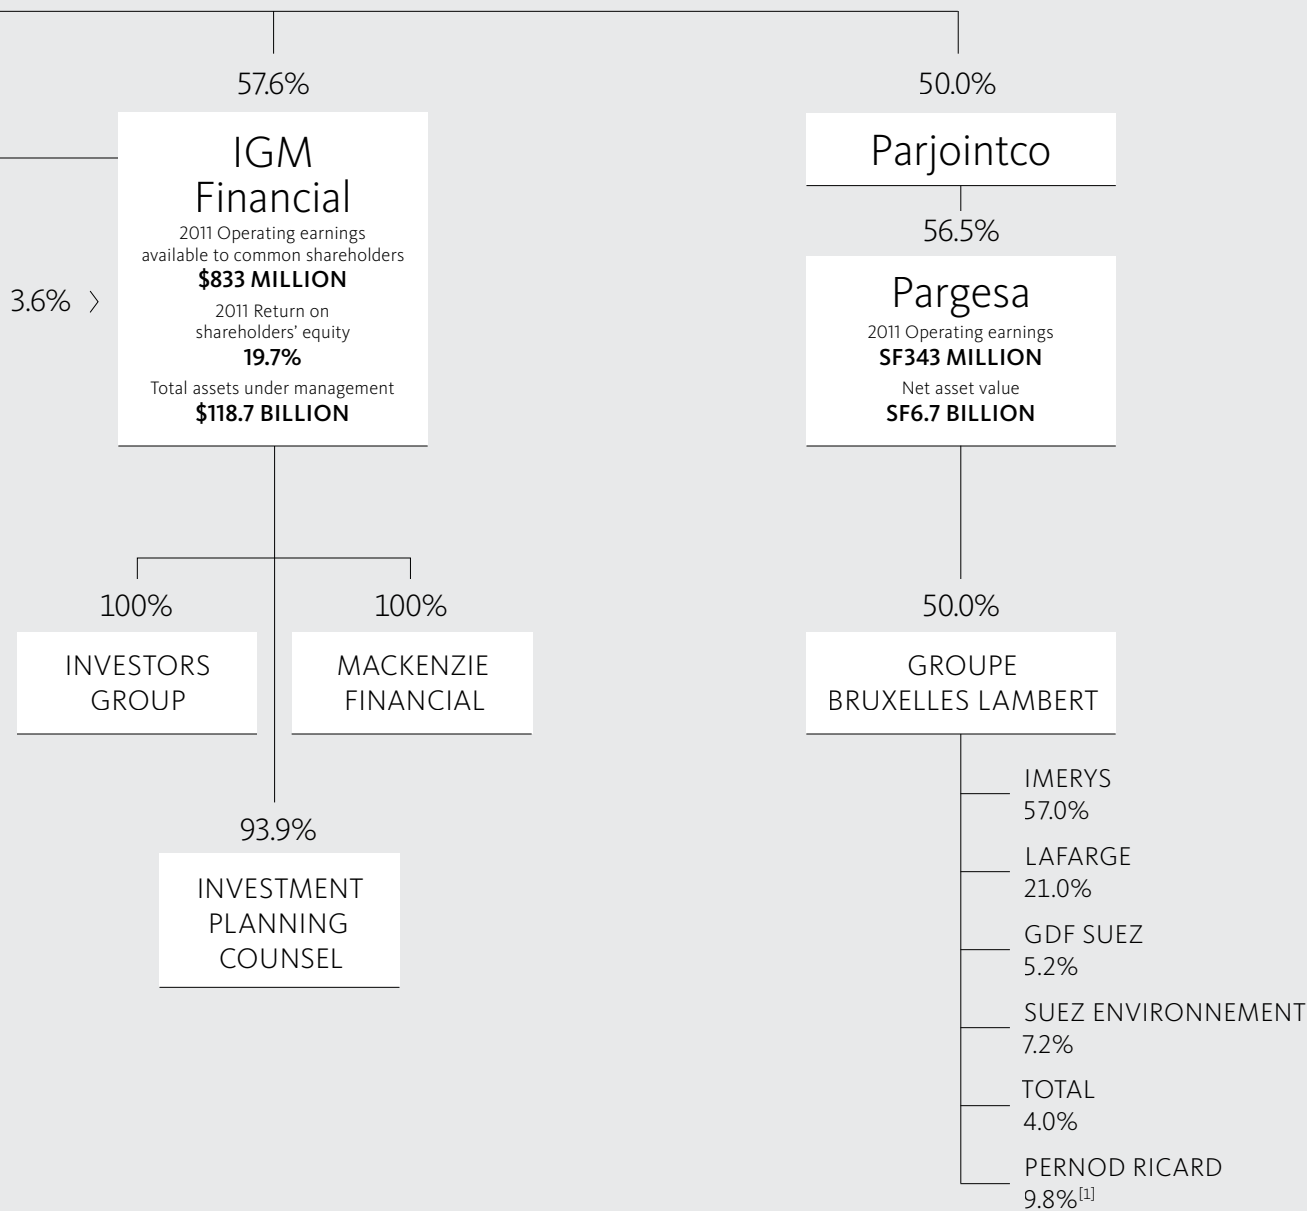 57.6%
IGM
Financial
2011 Operating earnings
available to common shareholders
$833 MILLION
2011 Return on
shareholders’ equity
19.7%
Total assets under management
$118.7 BILLION
3.6% 〉
100%
INVESTORS
GROUP
100%
MACKENZIE
FINANCIAL
93.9%
INVESTMENT
PLANNING
COUNSEL
50.0%
Parjointco
56.5%
Pargesa
2011 Operating earnings
SF343 MILLION
Net asset value
SF6.7 BILLION
50.0%
GROUPE
BRUXELLES LAMBERT
IMERYS
57.0%
LAFARGE
21.0%
GDF SUEZ
5.2%
SUEZ ENVIRONNEMENT
7.2%
TOTAL
4.0%
PERNOD RICARD
9.8%[1]